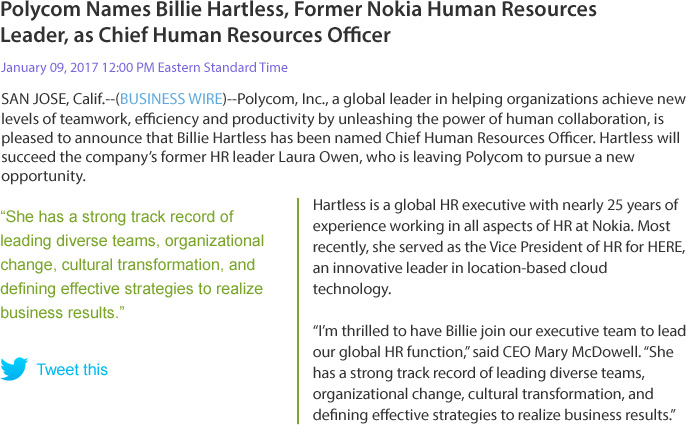 Polycom Names Billie Hartless, Former Nokia Human Resources
Leader, as Chief Human Resources Officer
January 09, 2017 12:00 PM Eastern Standard Time
SAN JOSE, Calif.--(BUSINESS WIRE)--Polycom, Inc., a global leader in helping organizations achieve new
levels of teamwork, efficiency and productivity by unleashing the power of human collaboration, is
pleased to announce that Billie Hartless has been named Chief Human Resources Officer. Hartless will
succeed the company’s former HR leader Laura Owen, who is leaving Polycom to pursue a new
opportunity.
“She has a strong track record of
leading diverse teams, organizational
change, cultural transformation, and
defining effective strategies to realize
business results.”
Tweet this
Hartless is a global HR executive with nearly 25 years of
experience working in all aspects of HR at Nokia. Most
recently, she served as the Vice President of HR for HERE,
an innovative leader in location-based cloud
technology.
“I’m thrilled to have Billie join our executive team to lead
our global HR function,” said CEO Mary McDowell. “She
has a strong track record of leading diverse teams,
organizational change, cultural transformation, and
defining effective strategies to realize business results.”